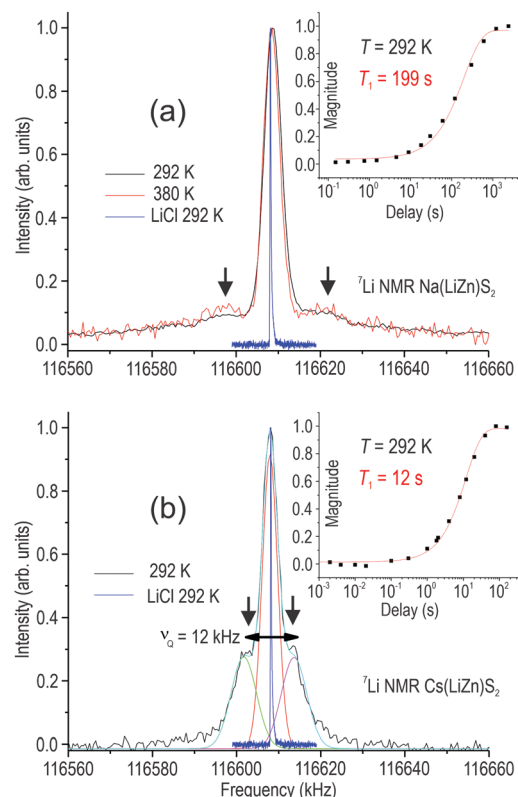 (a)
Intensity (arb. units)
1.0
0.8
0.6
0.4
0.2
0.0
292 K
380 K
LiCl 292 K
⁷Li NMR Na(LiZn)S₂
116560 116580 116600 116620 116640 116660
Magnitude
1.0
0.8
0.6
0.4
0.2
0.0
T = 292 K
T₁ = 199 s
10⁻¹ 10⁰ 10¹ 10² 10³
Delay (s)
(b)
Intensity (arb. units)
1.0
0.8
0.6
0.4
0.2
0.0
292 K
LiCl 292 K
νQ = 12 kHz
⁷Li NMR Cs(LiZn)S₂
116560 116580 116600 116620 116640 116660
Frequency (kHz)
Magnitude
1.0
0.8
0.6
0.4
0.2
0.0
T = 292 K
T₁ = 12 s
10⁻³ 10⁻² 10⁻¹ 10⁰ 10¹ 10²
Delay (s)